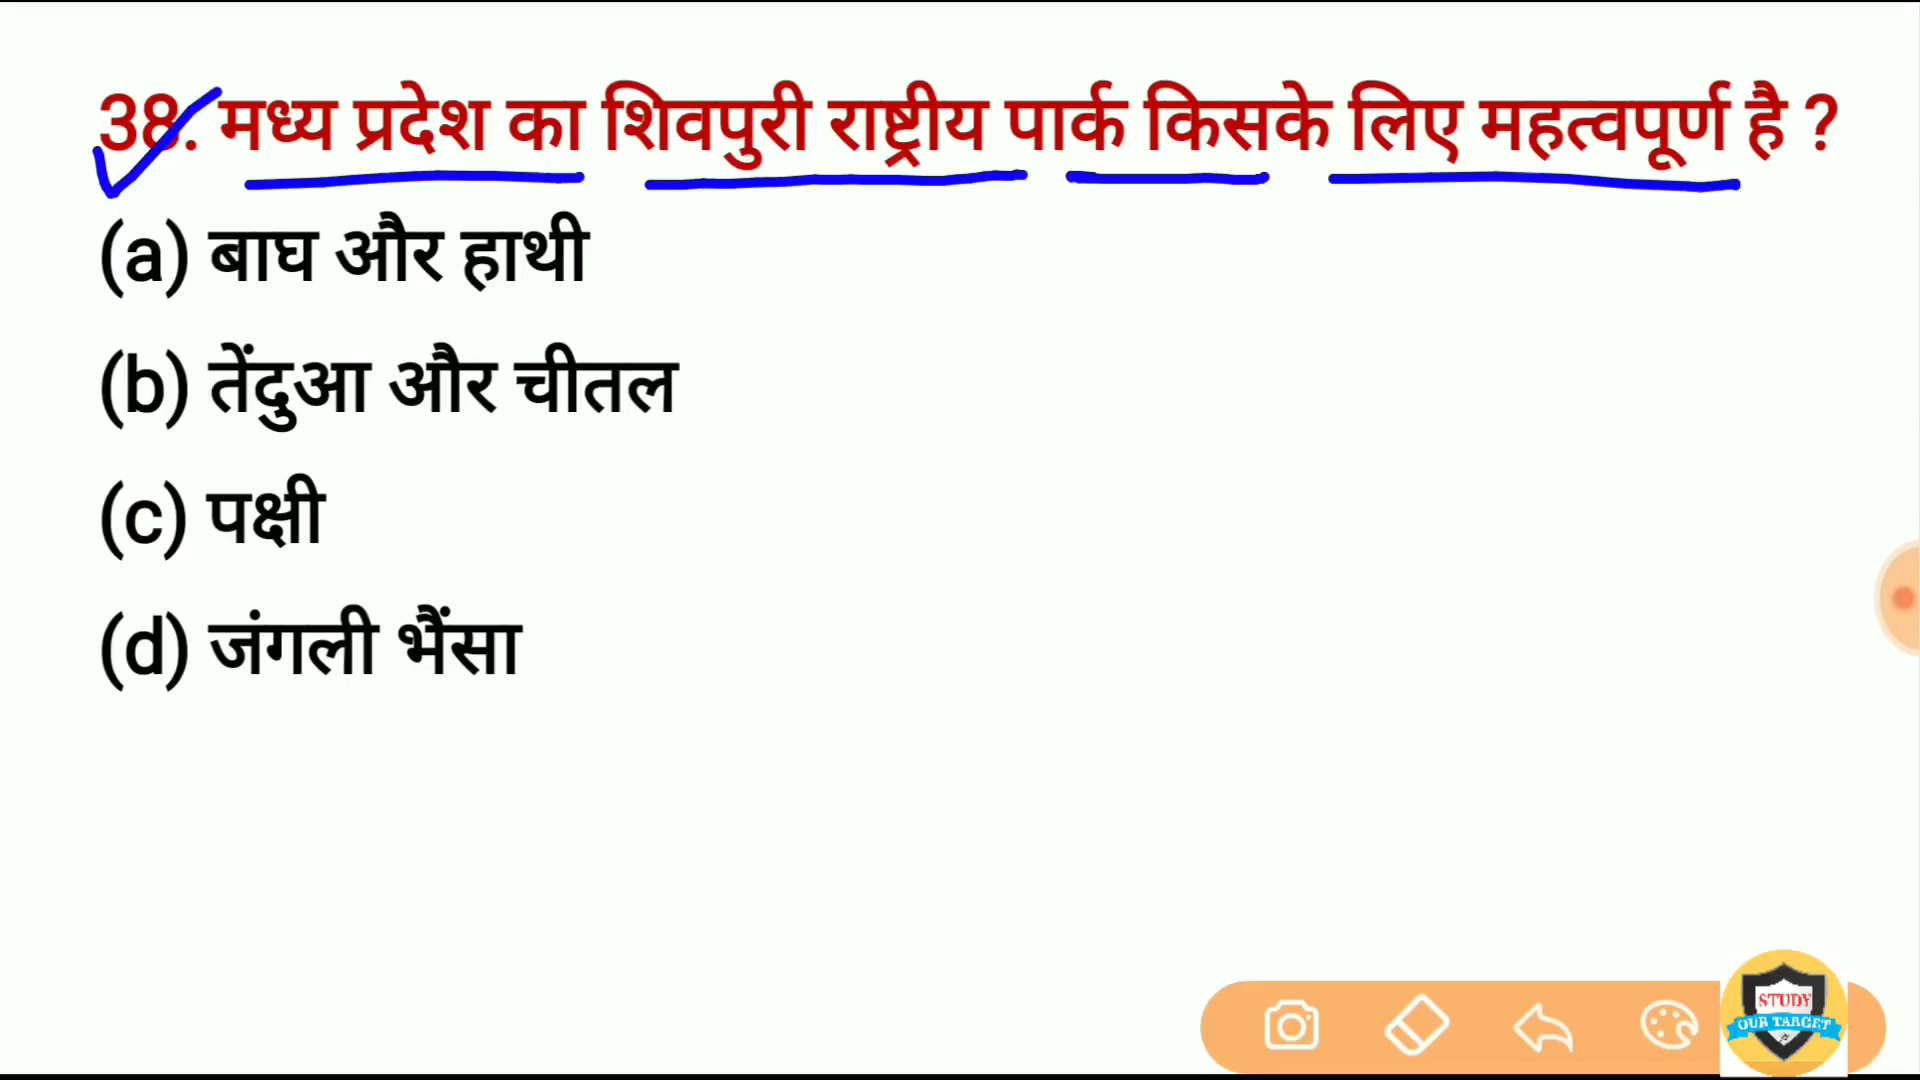 38. मध्य प्रदेश का शिवपुरी राष्ट्रीय पार्क किसके लिए महत्वपूर्ण है ?
(a) बाघ और हाथी
(b) तेंदुआ और चीतल
(c) पक्षी
(d) जंगली भैंसा
STUDY
OUR TARGET